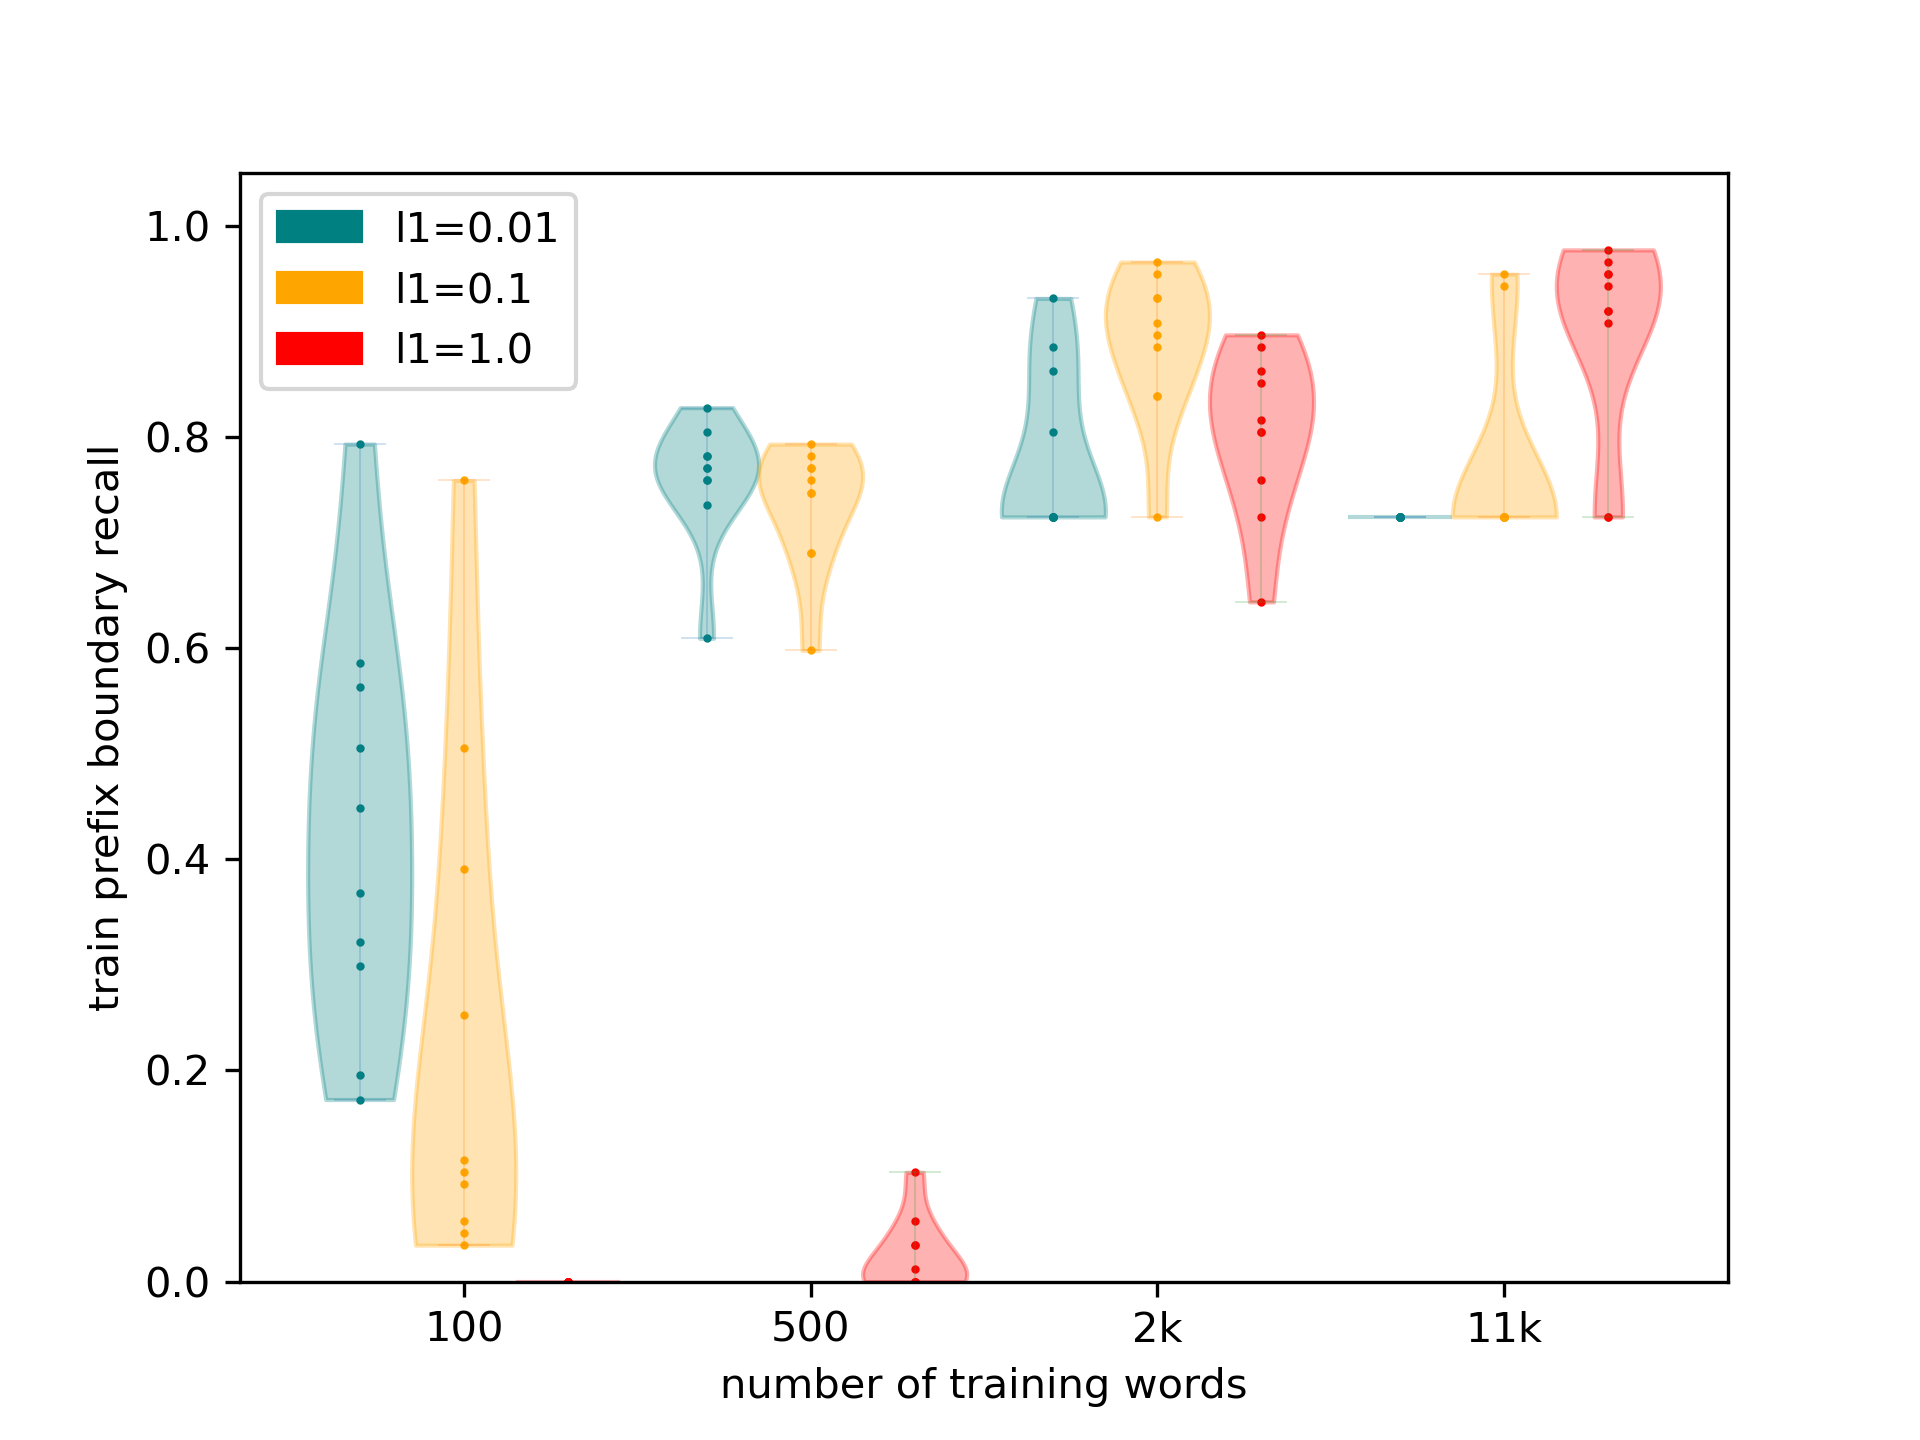 l1=0.01
l1=0.1
l1=1.0
train prefix boundary recall
1.0
0.8
0.6
0.4
0.2
0.0
100 500 2k 11k
number of training words